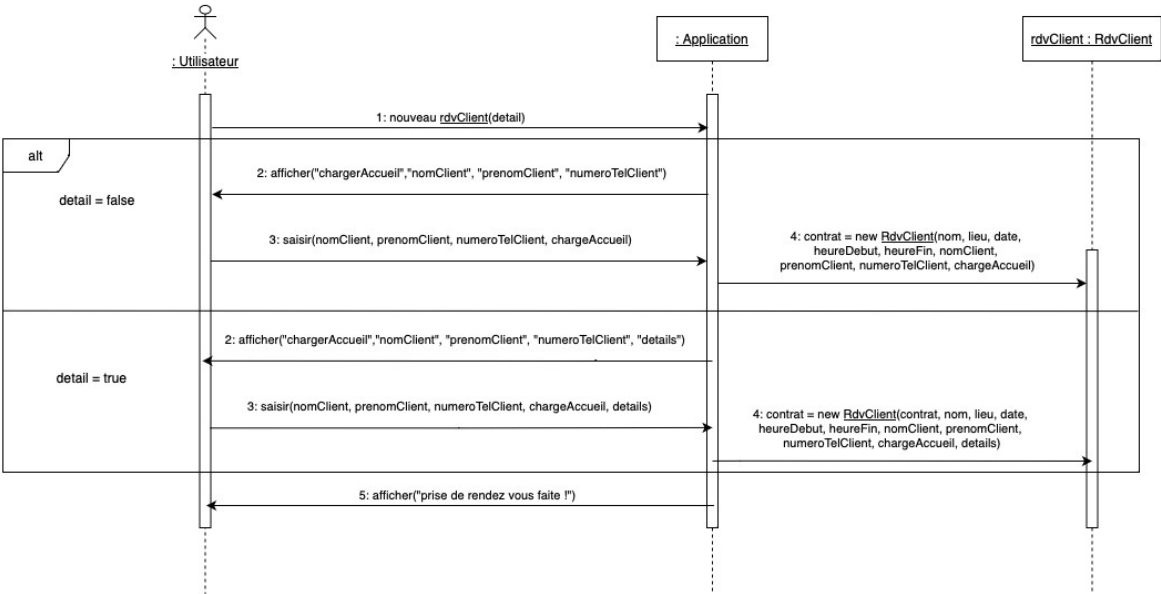 : Utilisateur
: Application
rdvClient : RdvClient
1: nouveau rdvClient(detail)
alt
2: afficher("chargerAccueil","nomClient", "prenomClient", "numeroTelClient")
detail = false
3: saisir(nomClient, prenomClient, numeroTelClient, chargeAccueil)
4: contrat = new RdvClient(nom, lieu, date,
heureDebut, heureFin, nomClient,
prenomClient, numeroTelClient, chargeAccueil)
2: afficher("chargerAccueil","nomClient", "prenomClient", "numeroTelClient", "details")
detail = true
3: saisir(nomClient, prenomClient, numeroTelClient, chargeAccueil, details)
4: contrat = new RdvClient(contrat, nom, lieu, date,
heureDebut, heureFin, nomClient, prenomClient,
numeroTelClient, chargeAccueil, details)
5: afficher("prise de rendez vous faite !")